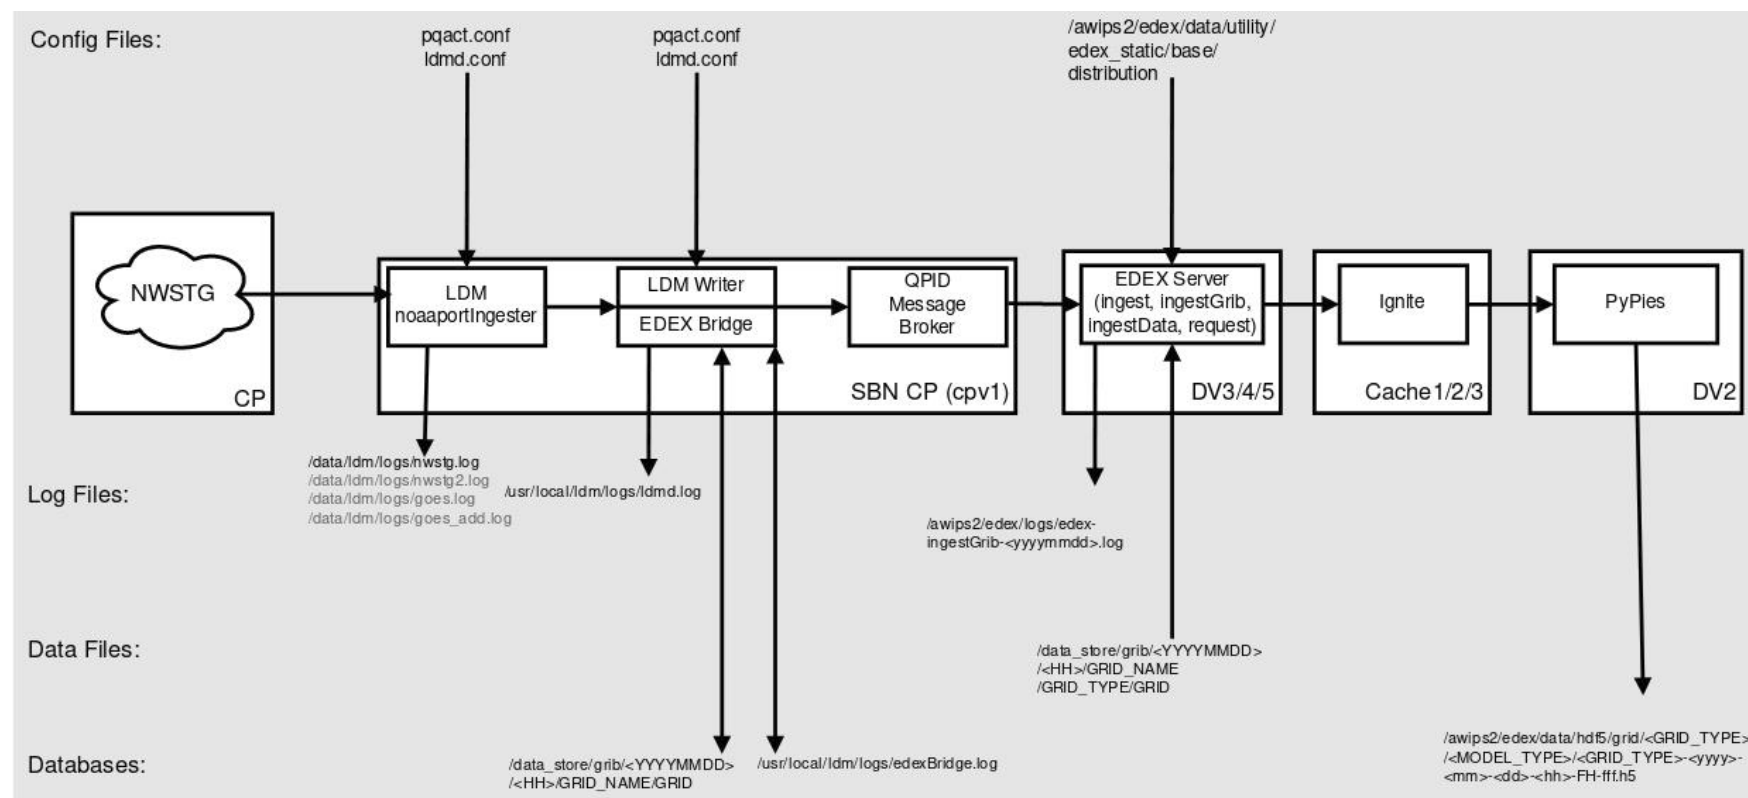 Config Files:
pqact.conf
ldmd.conf
pqact.conf
ldmd.conf
/awips2/edex/data/utility/
edex_static/base/
distribution
NWSTG
CP
LDM
noaaportIngester
LDM Writer
EDEX Bridge
QPID
Message
Broker
SBN CP (cpv1)
EDEX Server
(ingest, ingestGrib,
ingestData, request)
DV3/4/5
Ignite
Cache1/2/3
PyPies
DV2
Log Files:
/data/ldm/logs/nwstg.log
/data/ldm/logs/nwstg2.log
/data/ldm/logs/goes.log
/data/ldm/logs/goes_add.log
/usr/local/ldm/logs/ldmd.log
/awips2/edex/logs/edex-
ingestGrib-<yyyymmdd>.log
Data Files:
/data_store/grib/<YYYYMMDD>
/<HH>/GRID_NAME
/GRID_TYPE/GRID
Databases:
/data_store/grib/<YYYYMMDD>
/<HH>/GRID_NAME/GRID
/usr/local/ldm/logs/edexBridge.log
/awips2/edex/data/hdf5/grid/<GRID_TYPE>
/<MODEL_TYPE>/<GRID_TYPE>-<yyyy>-
<mm>-<dd>-<hh>-FH-fff.h5